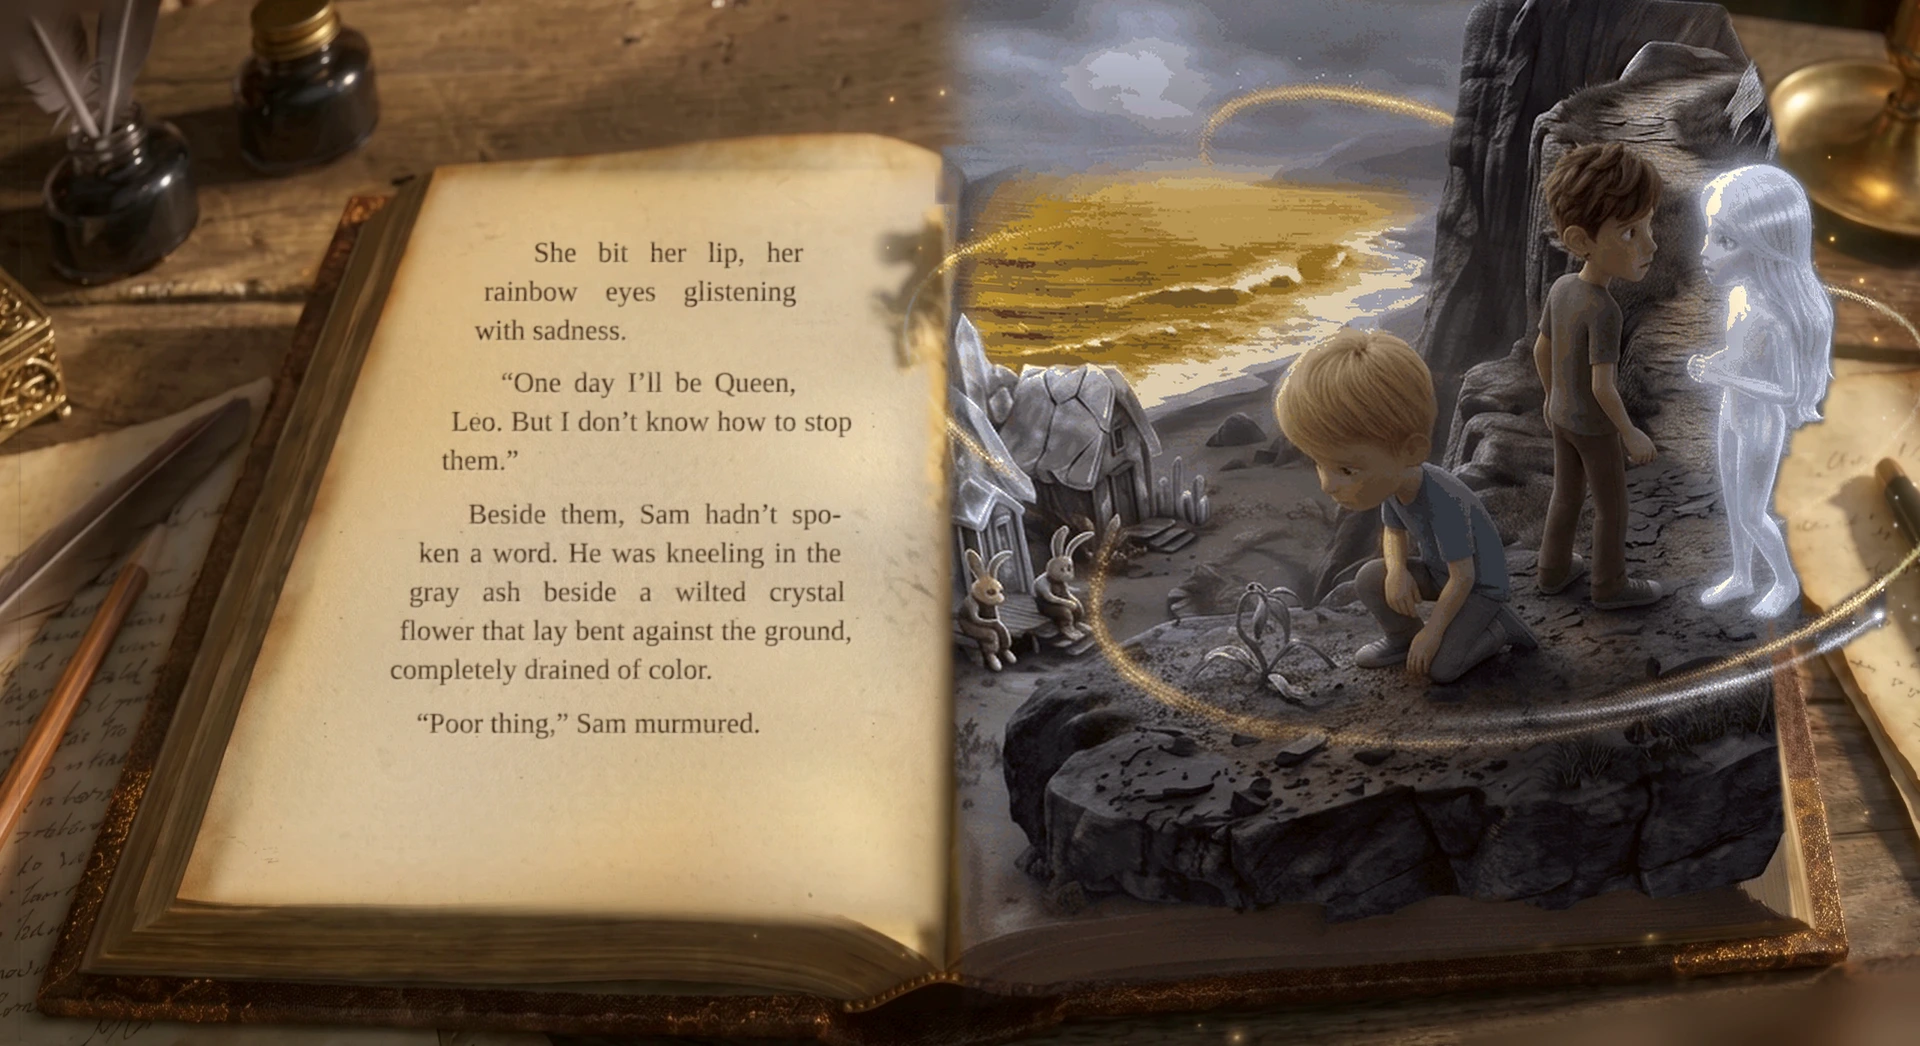 She bit her lip, her
rainbow eyes glistening
with sadness.
“One day I’ll be Queen,
Leo. But I don’t know how to stop
them.”
Beside them, Sam hadn’t spo-
ken a word. He was kneeling in the
gray ash beside a wilted crystal
flower that lay bent against the ground,
completely drained of color.
“Poor thing,” Sam murmured.